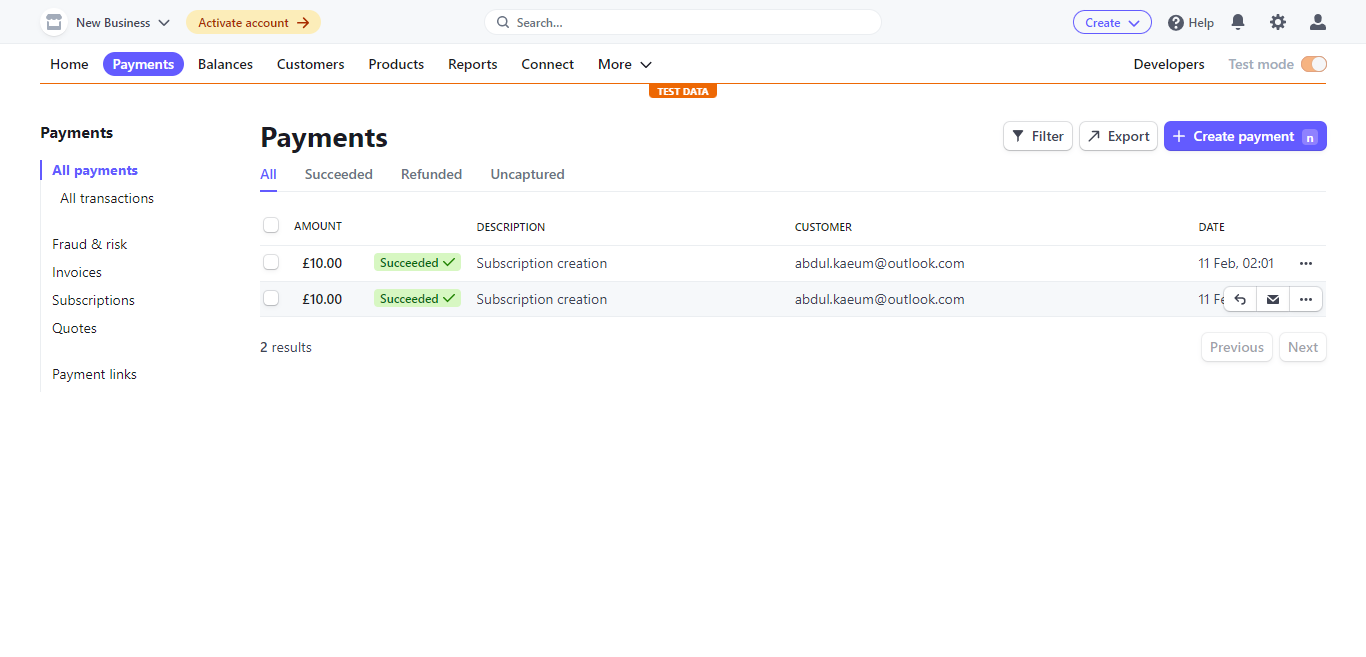 New Business
Activate account
Search...
Create
Help
Home
Payments
Balances
Customers
Products
Reports
Connect
More
Developers
Test mode
TEST DATA
Payments
All payments
All transactions
Fraud & risk
Invoices
Subscriptions
Quotes
Payment links
Payments
Filter
Export
Create payment n
All
Succeeded
Refunded
Uncaptured
AMOUNT DESCRIPTION CUSTOMER DATE
£10.00 Succeeded Subscription creation abdul.kaeum@outlook.com 11 Feb, 02:01
£10.00 Succeeded Subscription creation abdul.kaeum@outlook.com 11
2 results
Previous
Next